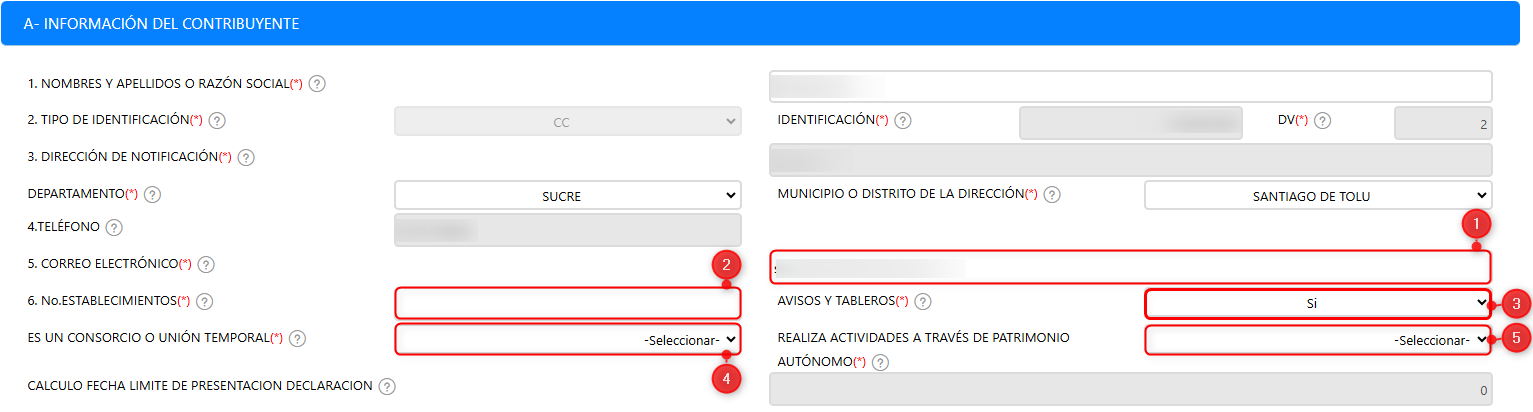 A- INFORMACIÓN DEL CONTRIBUYENTE
1. NOMBRES Y APELLIDOS O RAZÓN SOCIAL(*) ?
2. TIPO DE IDENTIFICACIÓN(*) ? CC IDENTIFICACIÓN(*) ? DV(*) ? 2
3. DIRECCIÓN DE NOTIFICACIÓN(*) ?
DEPARTAMENTO(*) ? SUCRE MUNICIPIO O DISTRITO DE LA DIRECCIÓN(*) ? SANTIAGO DE TOLU
4.TELÉFONO ? 1
5. CORREO ELECTRÓNICO(*) ? 2
6. No.ESTABLECIMIENTOS(*) ? AVISOS Y TABLEROS(*) ? Si 3
ES UN CONSORCIO O UNIÓN TEMPORAL(*) ? -Seleccionar- REALIZA ACTIVIDADES A TRAVÉS DE PATRIMONIO -Seleccionar- 5
AUTÓNOMO(*) ?
4
CALCULO FECHA LIMITE DE PRESENTACION DECLARACION ? 0